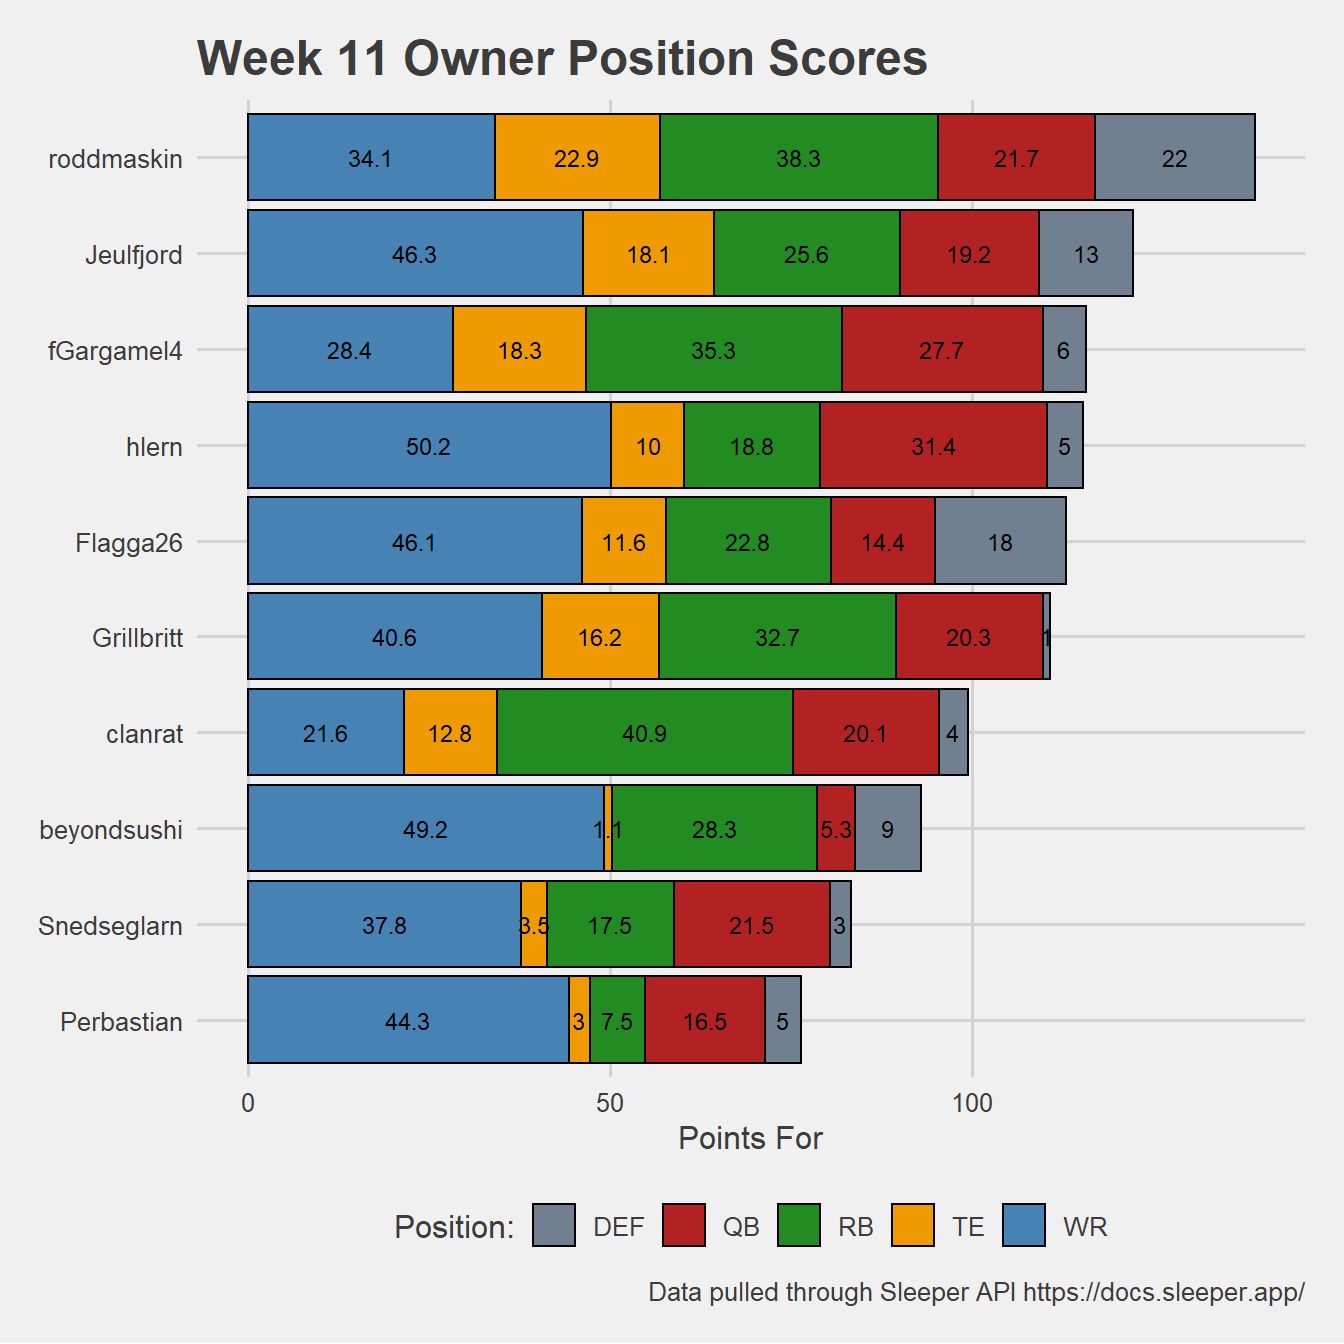 Week 11 Owner Position Scores
roddmaskin 34.1 22.9 38.3 21.7 22
Jeulfjord 46.3 18.1 25.6 19.2 13
fGargamel4 28.4 18.3 35.3 27.7 6
hlern 50.2 10 18.8 31.4 5
Flagga26 46.1 11.6 22.8 14.4 18
Grillbritt 40.6 16.2 32.7 20.3 1
clanrat 21.6 12.8 40.9 20.1 4
beyondsushi 49.2 1.1 28.3 5.3 9
Snedseglarn 37.8 3.5 17.5 21.5 3
Perbastian 44.3 3 7.5 16.5 5
0 50 100
Points For
Position: DEF QB RB TE WR
Data pulled through Sleeper API https://docs.sleeper.app/